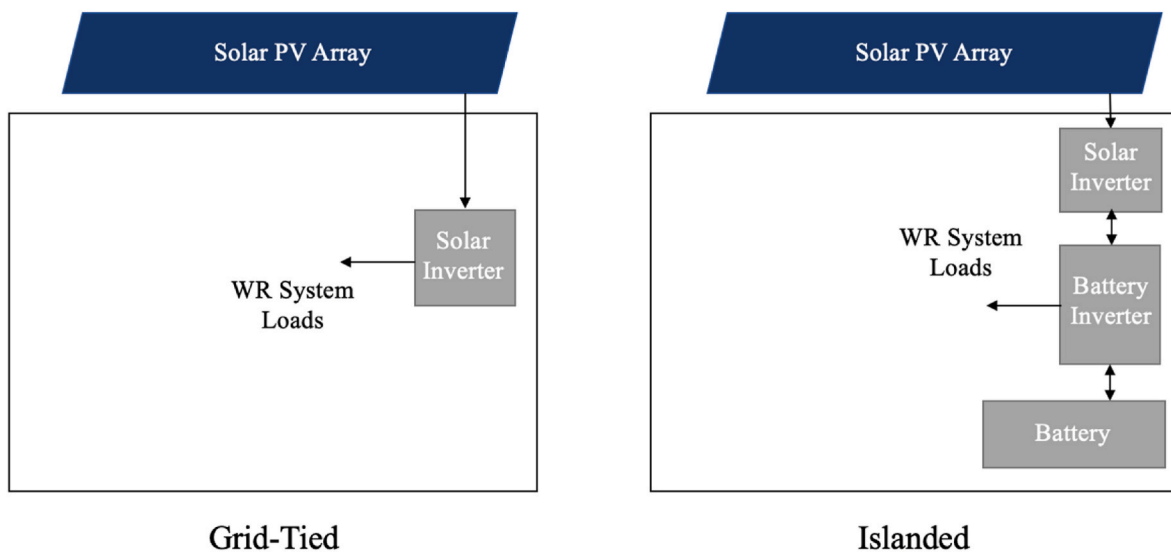 Solar PV Array
Solar
Inverter
WR System
Loads
Grid-Tied
Solar PV Array
Solar
Inverter
WR System
Loads
Battery
Inverter
Battery
Islanded